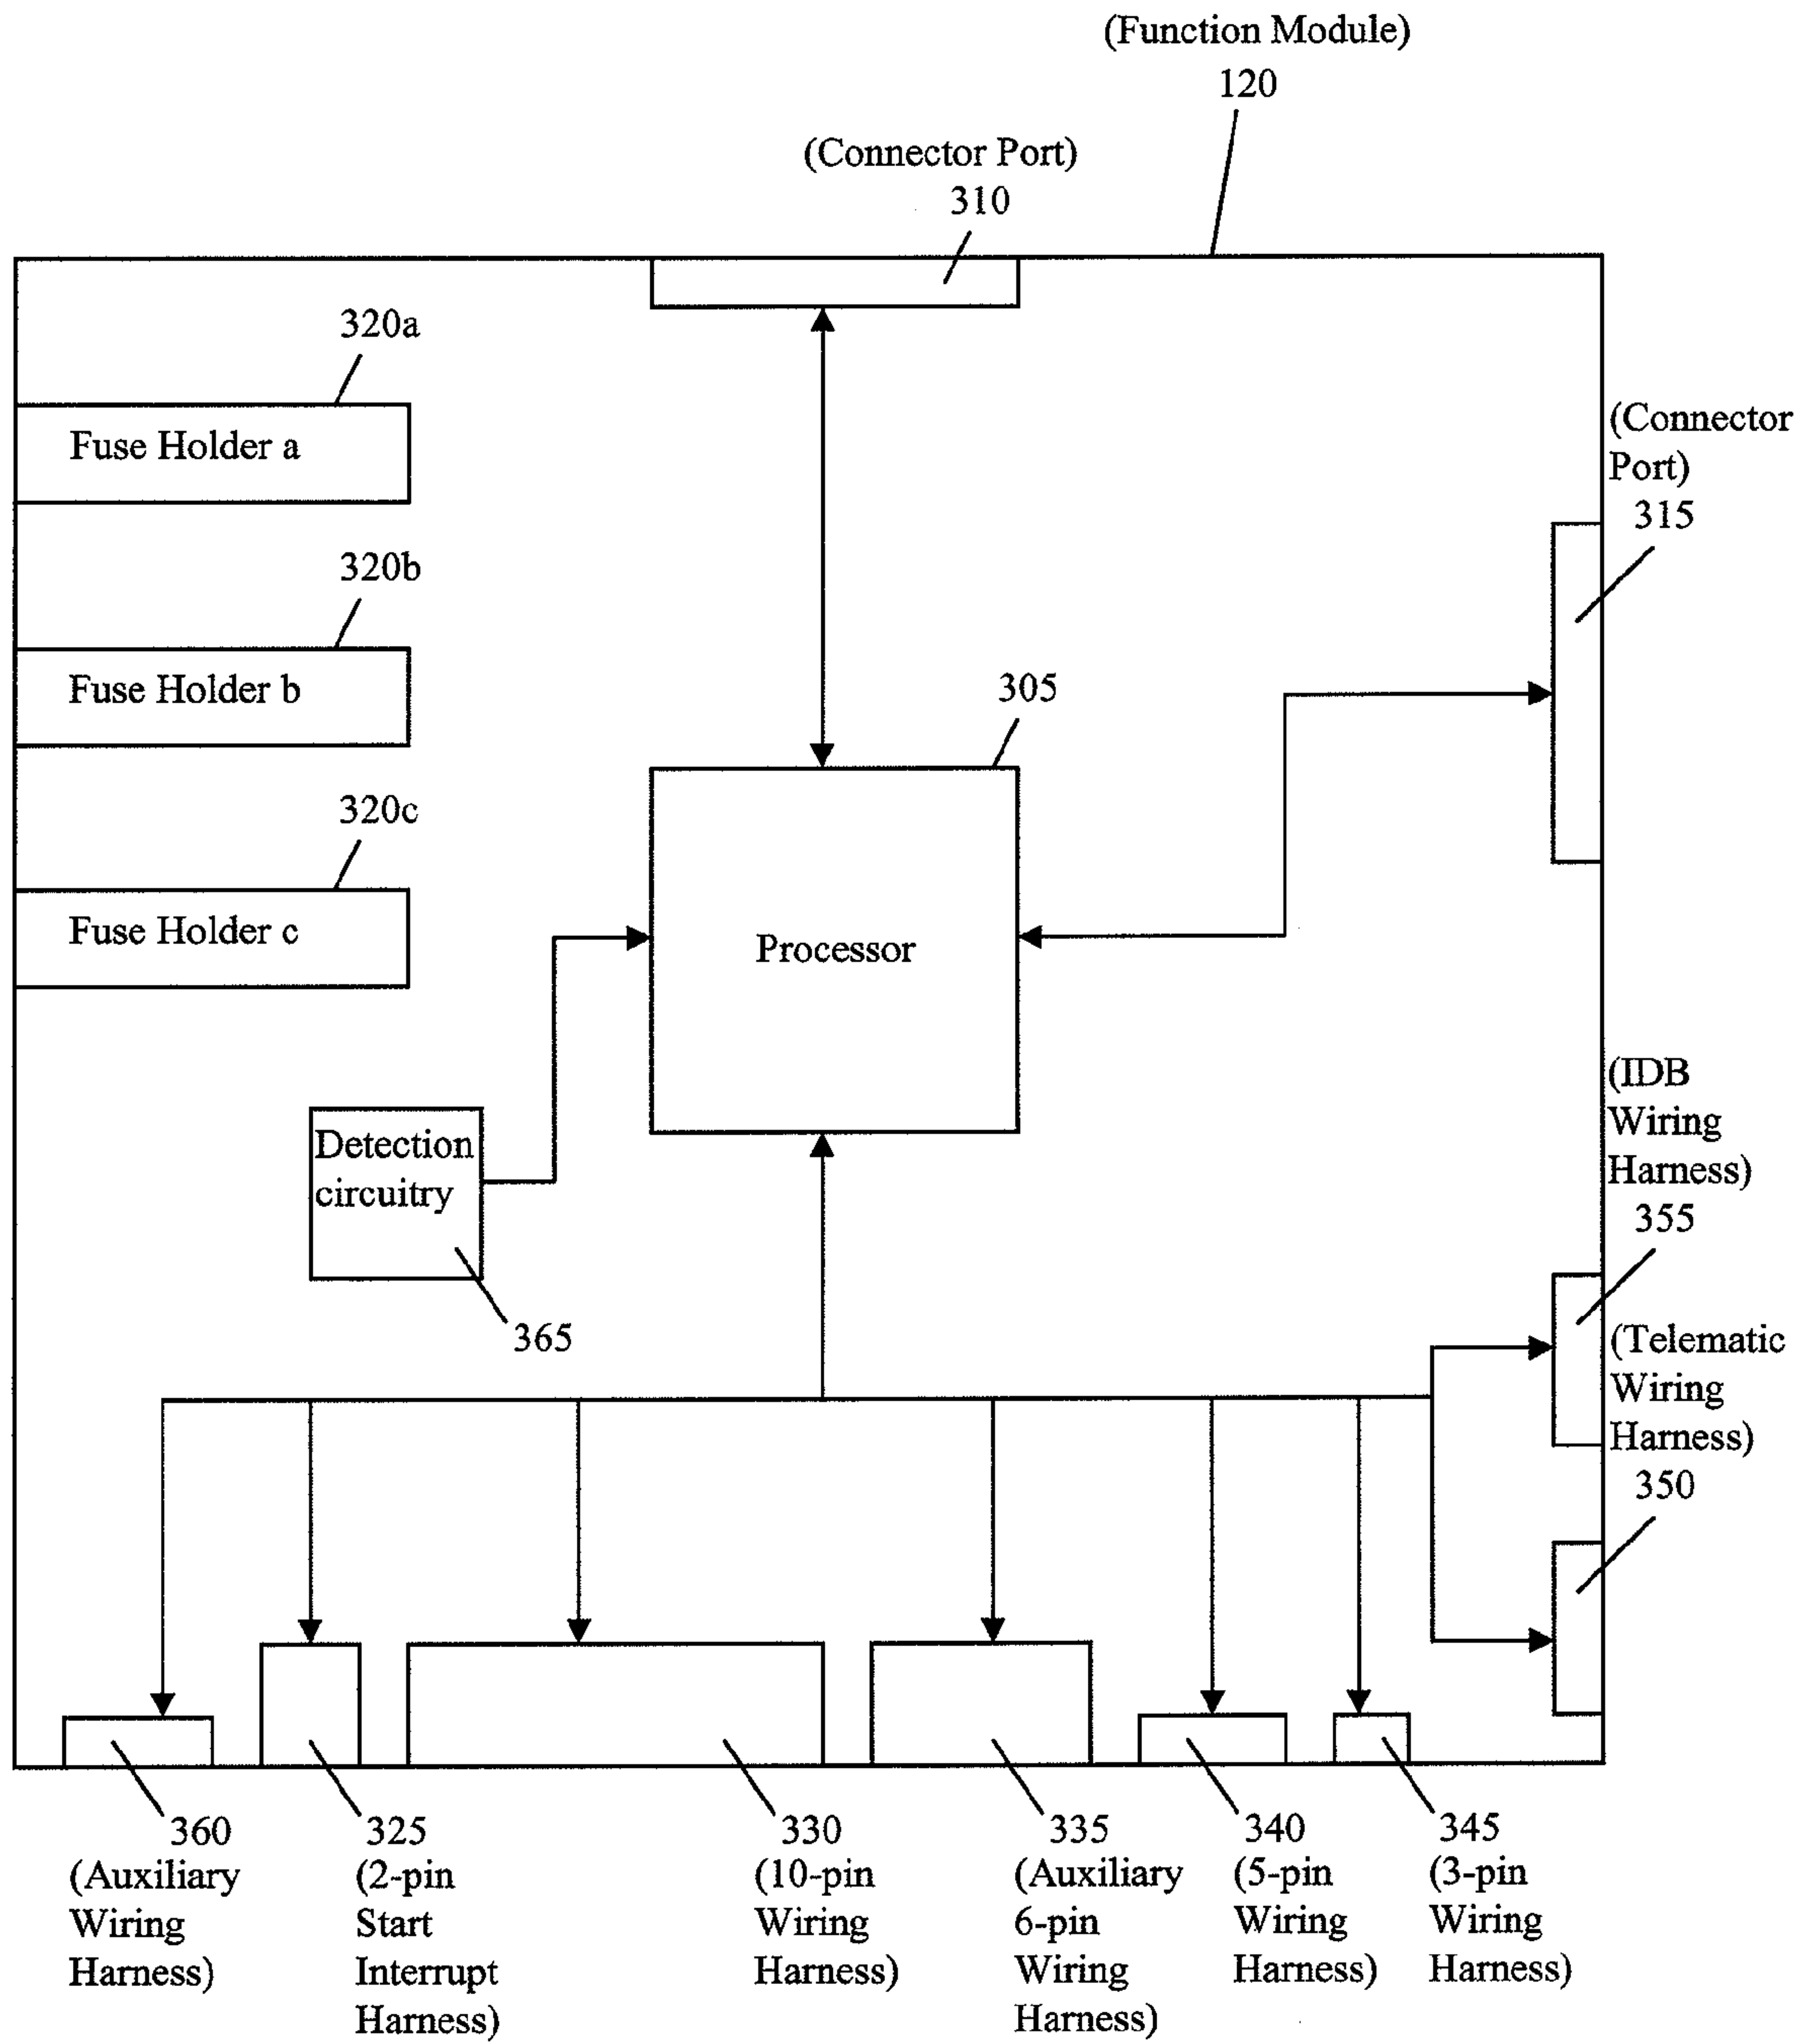 (Function Module)
120
(Connector Port)
310
320a
Fuse Holder a
(Connector
Port)
315
320b
Fuse Holder b
305
320c
Fuse Holder c
Processor
(IDB
Wiring
Harness)
355
Detection
circuitry
365
(Telematic
Wiring
Harness)
350
360
(Auxiliary
Wiring
Harness)
325
(2-pin
Start
Interrupt
Harness)
330
(10-pin
Wiring
Harness)
335
(Auxiliary
6-pin
Wiring
Harness)
340
(5-pin
Wiring
Harness)
345
(3-pin
Wiring
Harness)